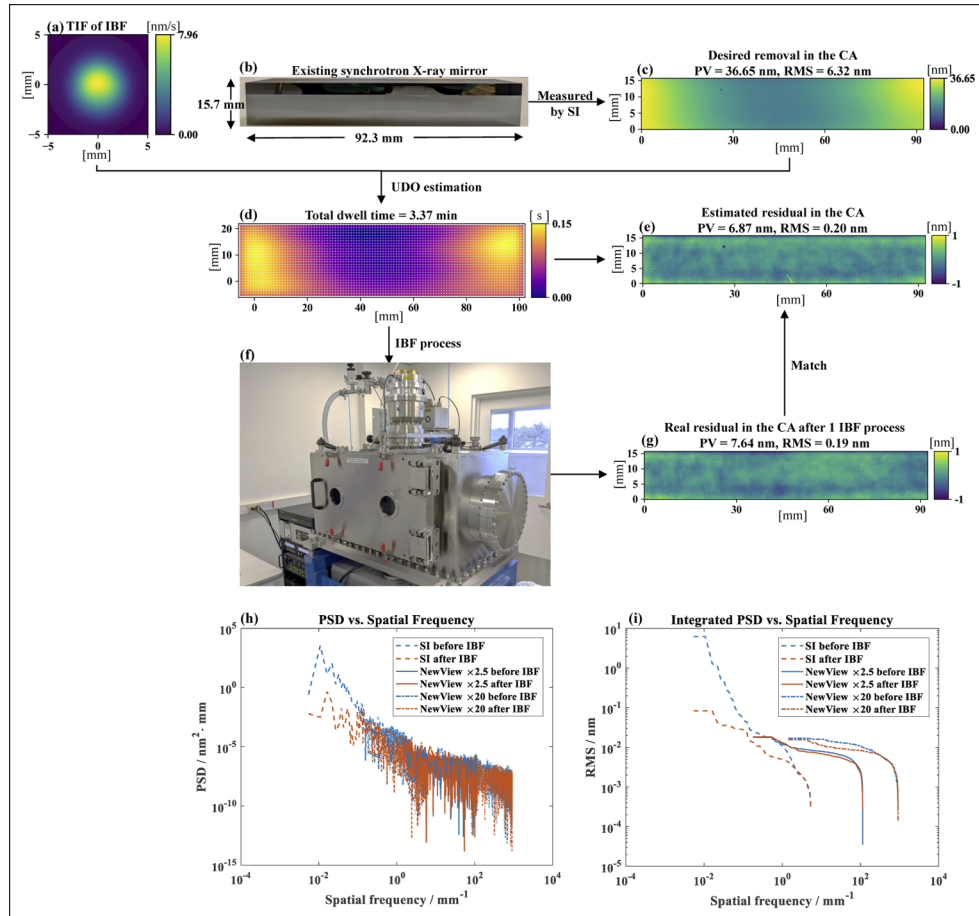 (a) TIF of IBF
[nm/s]
7.96
0.00
5
0
−5
−5
0
5
[mm]
[mm]
(b)
Existing synchrotron X-ray mirror
15.7 mm
92.3 mm
Measured
by SI
Desired removal in the CA
(c)
PV = 36.65 nm, RMS = 6.32 nm
[nm]
36.65
0.00
15
10
5
0
[mm]
0
30
60
90
[mm]
UDO estimation
(d)
Total dwell time = 3.37 min
[ s ]
0.15
0.00
20
10
0
[mm]
0
20
40
60
80
100
[mm]
Estimated residual in the CA
(e)
PV = 6.87 nm, RMS = 0.20 nm
[nm]
1
-1
15
10
5
0
[mm]
0
30
60
90
[mm]
IBF process
(f)
Match
Real residual in the CA after 1 IBF process
(g)
PV = 7.64 nm, RMS = 0.19 nm
[nm]
1
-1
15
10
5
0
[mm]
0
30
60
90
[mm]
(h)
PSD vs. Spatial Frequency
SI before IBF
SI after IBF
NewView ×2.5 before IBF
NewView ×2.5 after IBF
NewView ×20 before IBF
NewView ×20 after IBF
PSD / nm² · mm
10⁵
10⁰
10⁻⁵
10⁻¹⁰
10⁻¹⁵
10⁻⁴
10⁻²
10⁰
10²
10⁴
Spatial frequency / mm⁻¹
(i)
Integrated PSD vs. Spatial Frequency
SI before IBF
SI after IBF
NewView ×2.5 before IBF
NewView ×2.5 after IBF
NewView ×20 before IBF
NewView ×20 after IBF
RMS / nm
10¹
10⁰
10⁻¹
10⁻²
10⁻³
10⁻⁴
10⁻⁵
10⁻⁴
10⁻²
10⁰
10²
10⁴
Spatial frequency / mm⁻¹